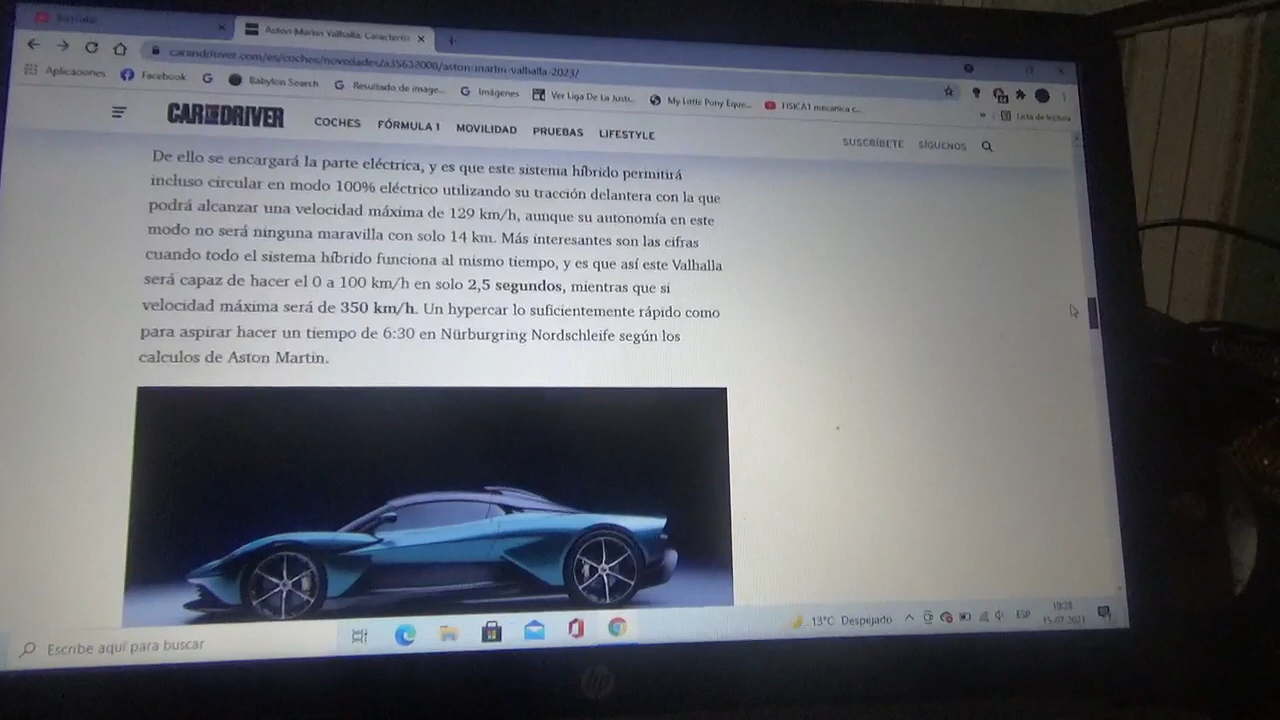 Aston Martin Valhalla: Caracterís
carandriver.com/es/coches/novedades/a35632000/aston-martin-valhalla-2023/
Aplicaciones Facebook Babylon Search Resultado de image... Imágenes Ver Liga De La Justi... My Little Pony Eque... FISICA1 mecanica c... » Lista de lectura
CAR AND DRIVER COCHES FÓRMULA 1 MOVILIDAD PRUEBAS LIFESTYLE SUSCRÍBETE SÍGUENOS
De ello se encargará la parte eléctrica, y es que este sistema híbrido permitirá
incluso circular en modo 100% eléctrico utilizando su tracción delantera con la que
podrá alcanzar una velocidad máxima de 129 km/h, aunque su autonomía en este
modo no será ninguna maravilla con solo 14 km. Más interesantes son las cifras
cuando todo el sistema híbrido funciona al mismo tiempo, y es que así este Valhalla
será capaz de hacer el 0 a 100 km/h en solo 2,5 segundos, mientras que si
velocidad máxima será de 350 km/h. Un hypercar lo suficientemente rápido como
para aspirar hacer un tiempo de 6:30 en Nürburgring Nordschleife según los
calculos de Aston Martin.
Escribe aquí para buscar
13°C Despejado ESP
15-07-2021
hp